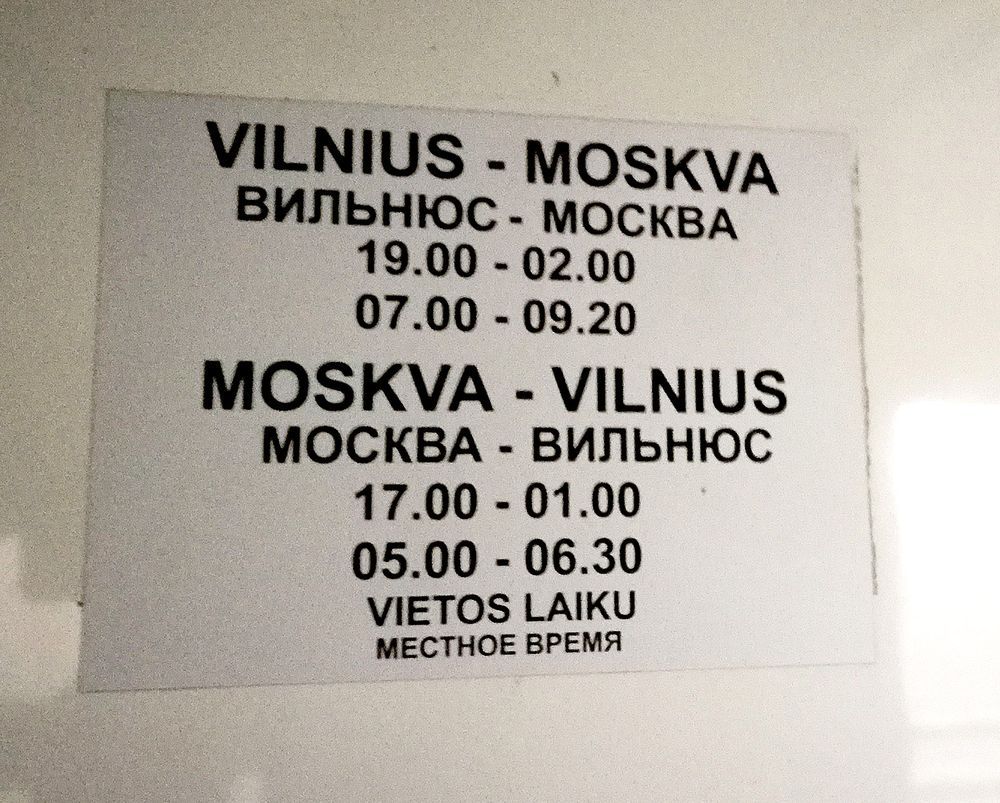 VILNIUS - MOSKVA
ВИЛЬНЮС - МОСКВА
19.00 - 02.00
07.00 - 09.20
MOSKVA - VILNIUS
МОСКВА - ВИЛЬНЮС
17.00 - 01.00
05.00 - 06.30
VIETOS LAIKU
МЕСТНОЕ ВРЕМЯ